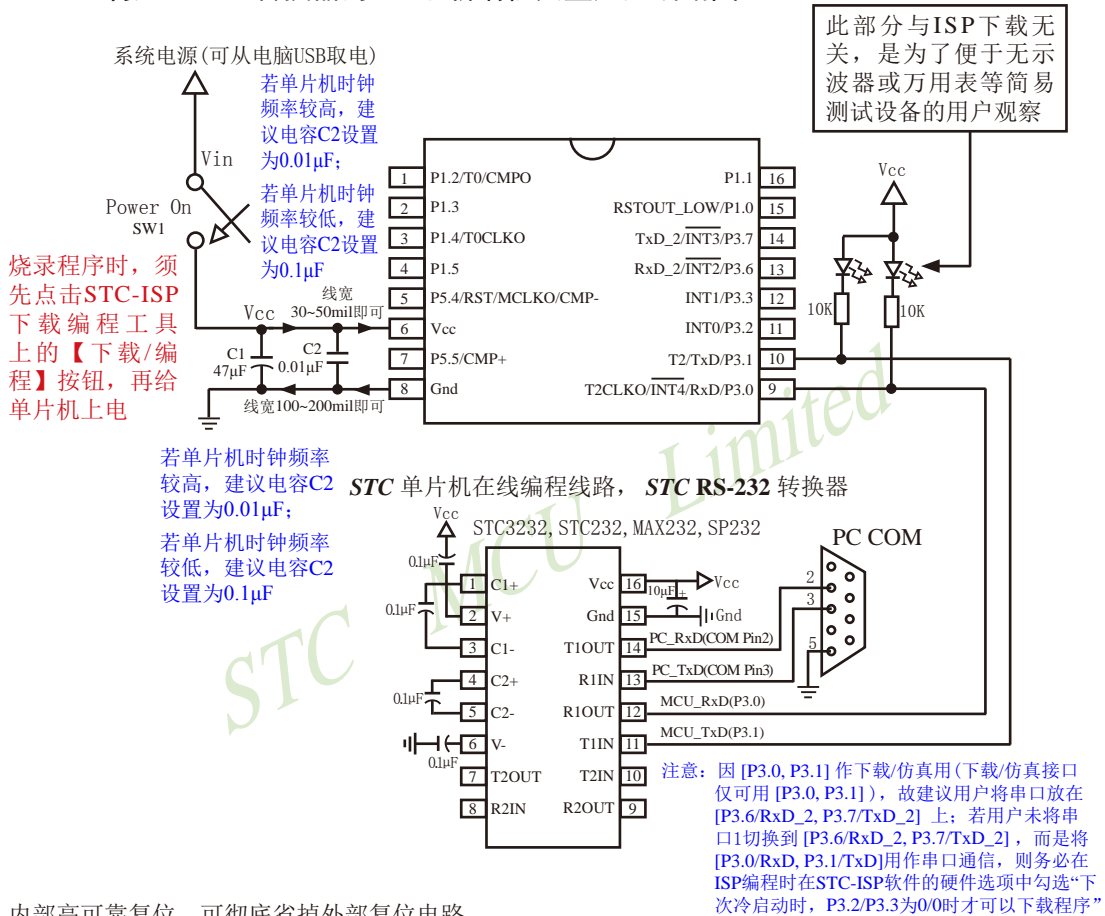 此部分与ISP下载无
关，是为了便于无示
波器或万用表等简易
测试设备的用户观察
系统电源(可从电脑USB取电)
若单片机时钟
频率较高，建
议电容C2设置
为0.01μF；
若单片机时钟
频率较低，建
议电容C2设置
为0.1μF
Vin
Power On
SW1
烧录程序时，须
先点击STC-ISP
下载编程工具
上的【下载/编
程】按钮，再给
单片机上电
Vcc
线宽
30~50mil即可
C1
47μF
C2
0.01μF
线宽100~200mil即可
1 P1.2/T0/CMPO
2 P1.3
3 P1.4/T0CLKO
4 P1.5
5 P5.4/RST/MCLKO/CMP-
6 Vcc
7 P5.5/CMP+
8 Gnd
P1.1 16
RSTOUT_LOW/P1.0 15
TxD_2/INT3/P3.7 14
RxD_2/INT2/P3.6 13
INT1/P3.3 12
INT0/P3.2 11
T2/TxD/P3.1 10
T2CLKO/INT4/RxD/P3.0 9
Vcc
10K
10K
若单片机时钟频率
较高，建议电容C2
设置为0.01μF；
若单片机时钟频率
较低，建议电容C2
设置为0.1μF
STC 单片机在线编程线路， STC RS-232 转换器
STC3232,STC232,MAX232,SP232
Vcc
0.1μF
0.1μF
0.1μF
0.1μF
1 C1+
2 V+
3 C1-
4 C2+
5 C2-
6 V-
7 T2OUT
8 R2IN
Vcc 16
Gnd 15
T1OUT 14
R1IN 13
R1OUT 12
T1IN 11
T2IN 10
R2OUT 9
10μF
+
Vcc
Gnd
PC_RxD(COM Pin2)
PC_TxD(COM Pin3)
MCU_RxD(P3.0)
MCU_TxD(P3.1)
PC COM
2
3
5
STC MCU Limited
注意：因 [P3.0, P3.1] 作下载/仿真用(下载/仿真接口
仅可用 [P3.0, P3.1] )，故建议用户将串口放在
[P3.6/RxD_2, P3.7/TxD_2] 上；若用户未将串
口1切换到 [P3.6/RxD_2, P3.7/TxD_2] ，而是将
[P3.0/RxD, P3.1/TxD]用作串口通信，则务必在
ISP编程时在STC-ISP软件的硬件选项中勾选“下
次冷启动时，P3.2/P3.3为0/0时才可以下载程序”
内部高可靠复位，可彻底省掉外部复位电路